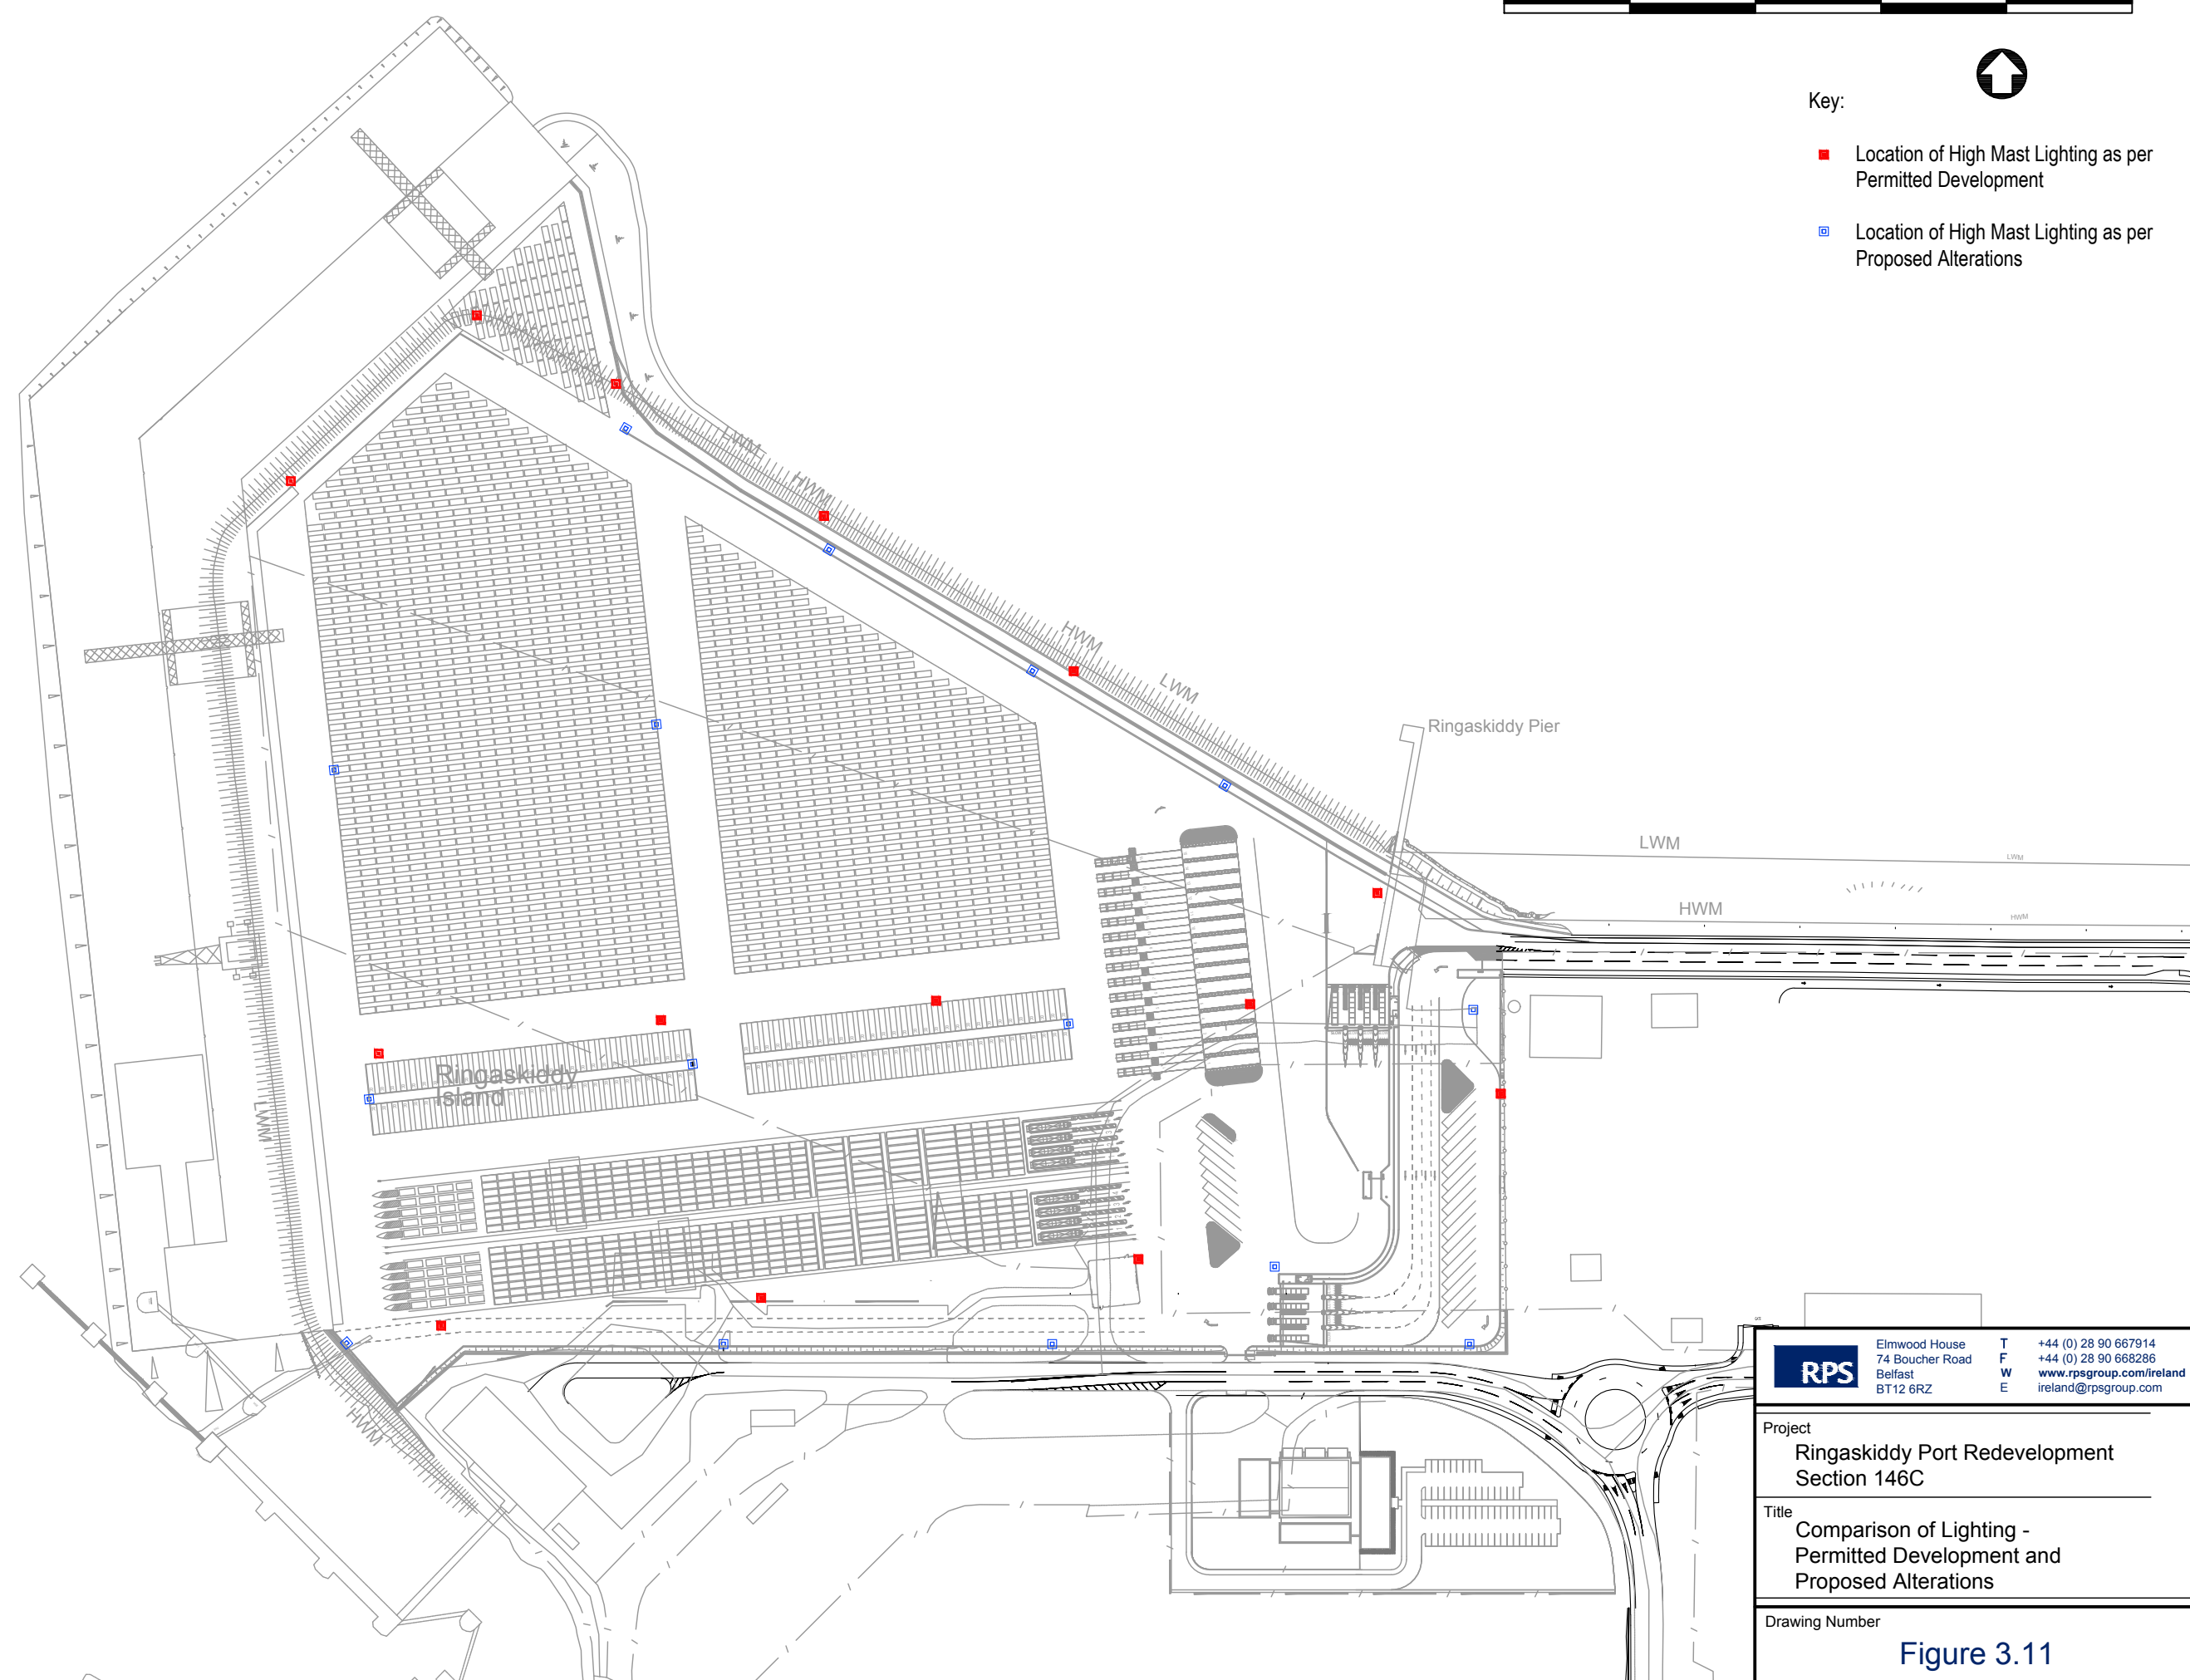 Key:
Location of High Mast Lighting as per
Permitted Development
Location of High Mast Lighting as per
Proposed Alterations
LWM
HWM
HWM
LWM
Ringaskiddy Pier
LWM
LWM
HWM
HWM
Ringaskiddy
Island
LWM
HWM
RPS
Elmwood House
74 Boucher Road
Belfast
BT12 6RZ
T +44 (0) 28 90 667914
F +44 (0) 28 90 668286
W www.rpsgroup.com/ireland
E ireland@rpsgroup.com
Project
Ringaskiddy Port Redevelopment
Section 146C
Title
Comparison of Lighting -
Permitted Development and
Proposed Alterations
Drawing Number
Figure 3.11